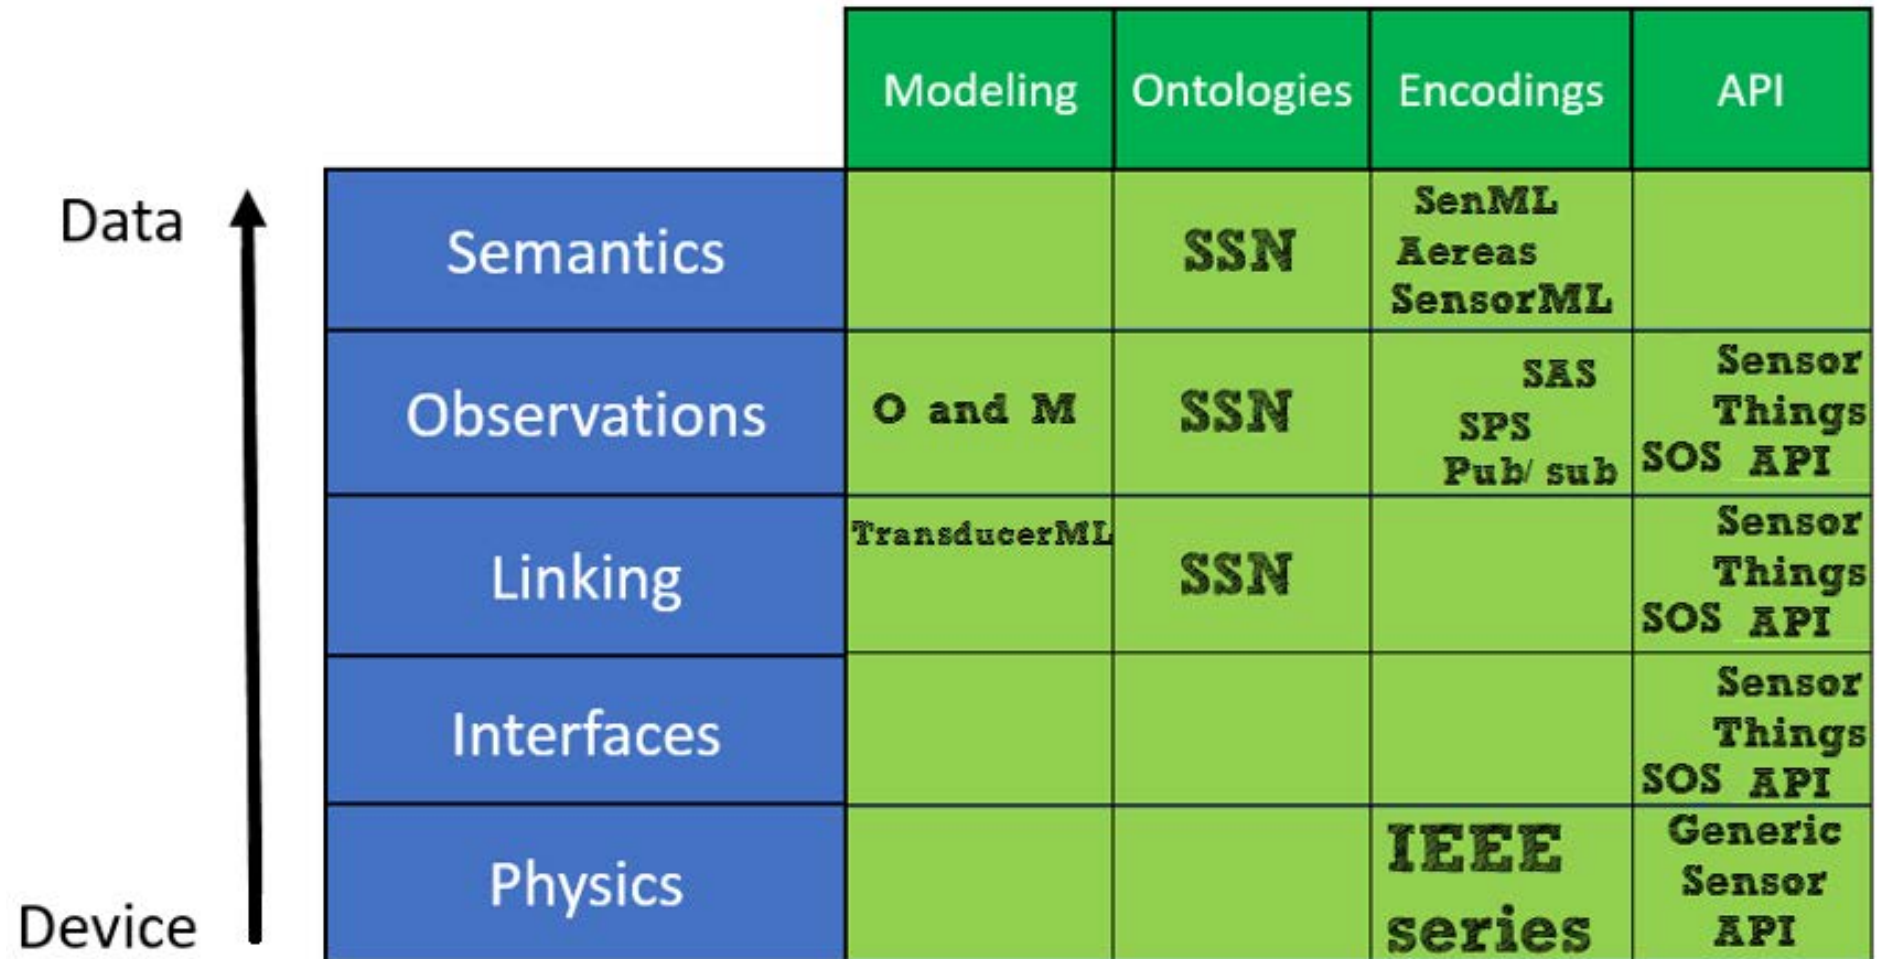 Modeling Ontologies Encodings API
Data
Semantics
SSN
SenML
Aereas
SensorML
Observations
O and M
SSN
SAS
SPS
Pub/ sub
Sensor
Things
SOS API
Linking
TransducerML
SSN
Sensor
Things
SOS API
Interfaces
Sensor
Things
SOS API
Device
Physics
IEEE
series
Generic
Sensor
API